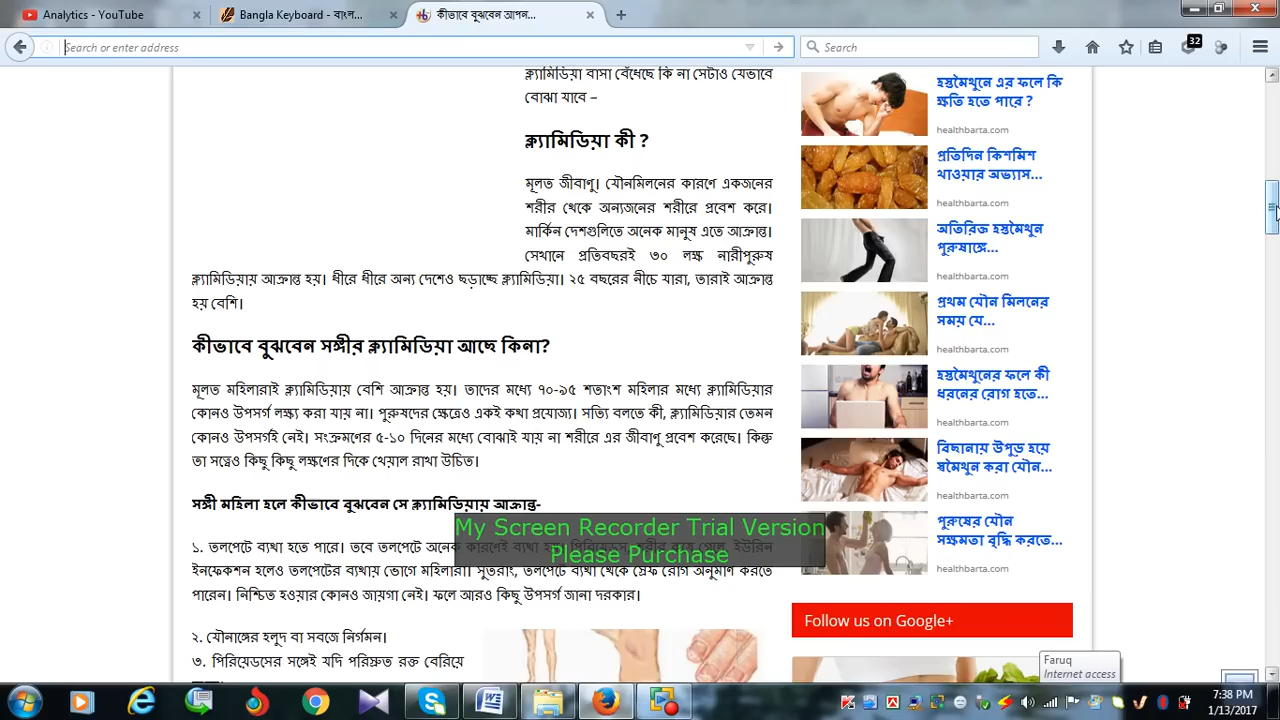 Analytics - YouTube
Bangla Keyboard - বাংল...
কীভাবে বুঝবেন আপন...
Search or enter address
Search
32
ক্ল্যামিডিয়া বাসা বেঁধেছে কি না সেটাও যেভাবে
বোঝা যাবে –
ক্ল্যামিডিয়া কী ?
মূলত জীবাণু। যৌনমিলনের কারণে একজনের
শরীর থেকে অন্যজনের শরীরে প্রবেশ করে।
মার্কিন দেশগুলিতে অনেক মানুষ এতে আক্রান্ত।
সেখানে প্রতিবছরই ৩০ লক্ষ নারীপুরুষ
ক্ল্যামিডিয়ায় আক্রান্ত হয়। ধীরে ধীরে অন্য দেশেও ছড়াচ্ছে ক্ল্যামিডিয়া। ২৫ বছরের নীচে যারা, তারাই আক্রান্ত
হয় বেশি।
কীভাবে বুঝবেন সঙ্গীর ক্ল্যামিডিয়া আছে কিনা?
মূলত মহিলারাই ক্ল্যামিডিয়ায় বেশি আক্রান্ত হয়। তাদের মধ্যে ৭০-৯৫ শতাংশ মহিলার মধ্যে ক্ল্যামিডিয়ার
কোনও উপসর্গ লক্ষ্য করা যায় না। পুরুষদের ক্ষেত্রেও একই কথা প্রযোজ্য। সত্যি বলতে কী, ক্ল্যামিডিয়ার তেমন
কোনও উপসর্গই নেই। সংক্রমণের ৫-১০ দিনের মধ্যে বোঝাই যায় না শরীরে এর জীবাণু প্রবেশ করেছে। কিন্তু
তা সত্ত্বেও কিছু কিছু লক্ষণের দিকে খেয়াল রাখা উচিত।
সঙ্গী মহিলা হলে কীভাবে বুঝবেন সে ক্ল্যামিডিয়ায় আক্রান্ত-
My Screen Recorder Trial Version
Please Purchase
১. তলপেটে ব্যথা হতে পারে। তবে তলপেটে অনেক কারণেই ব্যথা হয়। পিরিয়েডস, ইউরিন
ইনফেকশন হলেও তলপেটের ব্যথায় ভোগে মহিলারা। সুতরাং, তলপেটে ব্যথা থেকে স্রেফ রোগ অনুমান করতে
পারেন। নিশ্চিত হওয়ার কোনও জায়গা নেই। ফলে আরও কিছু উপসর্গ জানা দরকার।
২. যৌনাঙ্গের হলুদ বা সবজে নির্গমন।
৩. পিরিয়েডসের সঙ্গেই যদি পরিস্রুত রক্ত বেরিয়ে
হস্তমৈথুনে এর ফলে কি
ক্ষতি হতে পারে ?
healthbarta.com
প্রতিদিন কিশমিশ
খাওয়ার অভ্যাস...
healthbarta.com
অতিরিক্ত হস্তমৈথুন
পুরুষাঙ্গে...
healthbarta.com
প্রথম যৌন মিলনের
সময় যে...
healthbarta.com
হস্তমৈথুনের ফলে কী
ধরনের রোগ হতে...
healthbarta.com
বিছানায় উপুড় হয়ে
স্বমৈথুন করা যৌন...
healthbarta.com
পুরুষের যৌন
সক্ষমতা বৃদ্ধি করতে...
healthbarta.com
Follow us on Google+
Faruq
Internet access
7:38 PM
1/13/2017